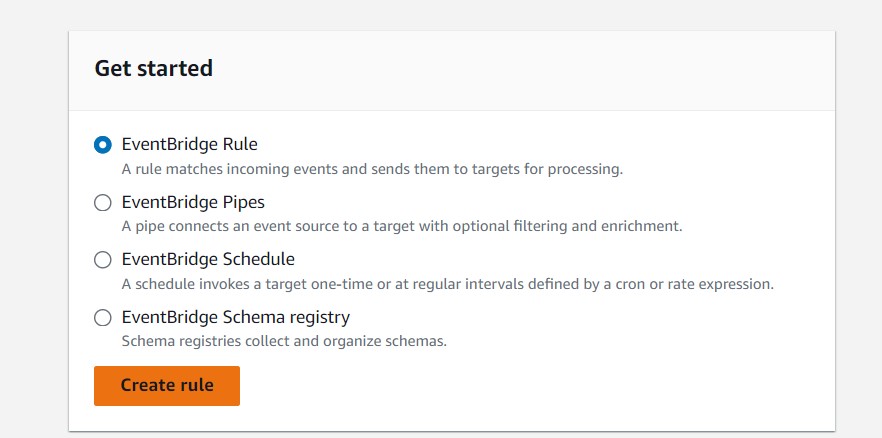 Get started
EventBridge Rule
A rule matches incoming events and sends them to targets for processing.
EventBridge Pipes
A pipe connects an event source to a target with optional filtering and enrichment.
EventBridge Schedule
A schedule invokes a target one-time or at regular intervals defined by a cron or rate expression.
EventBridge Schema registry
Schema registries collect and organize schemas.
Create rule